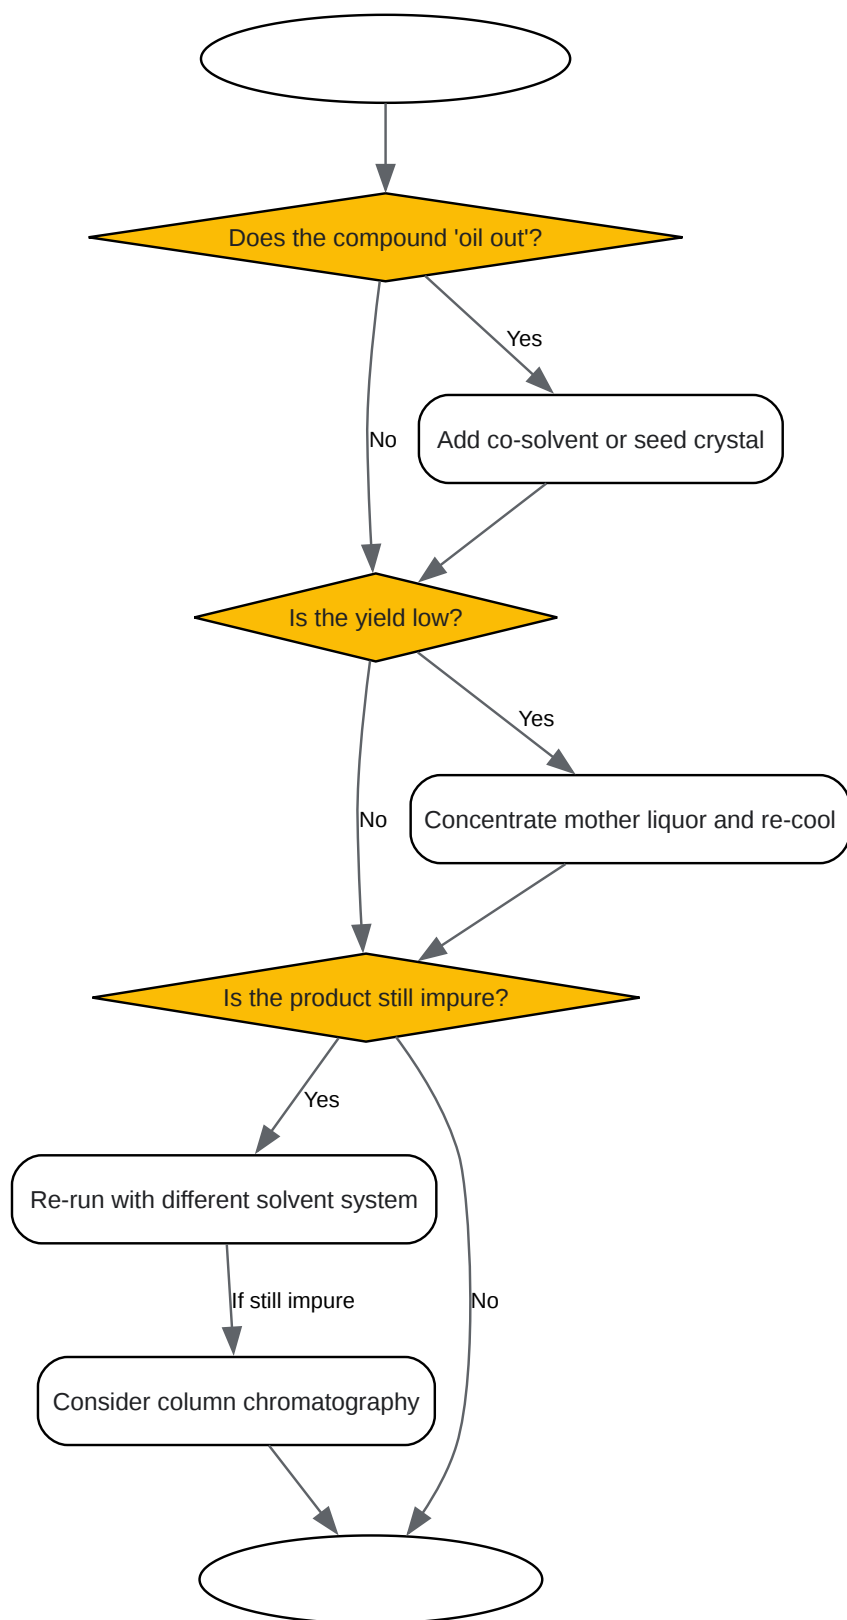 Does the compound 'oil out'?
Yes
No
Add co-solvent or seed crystal
Is the yield low?
Yes
No
Concentrate mother liquor and re-cool
Is the product still impure?
Yes
Re-run with different solvent system
If still impure
No
Consider column chromatography